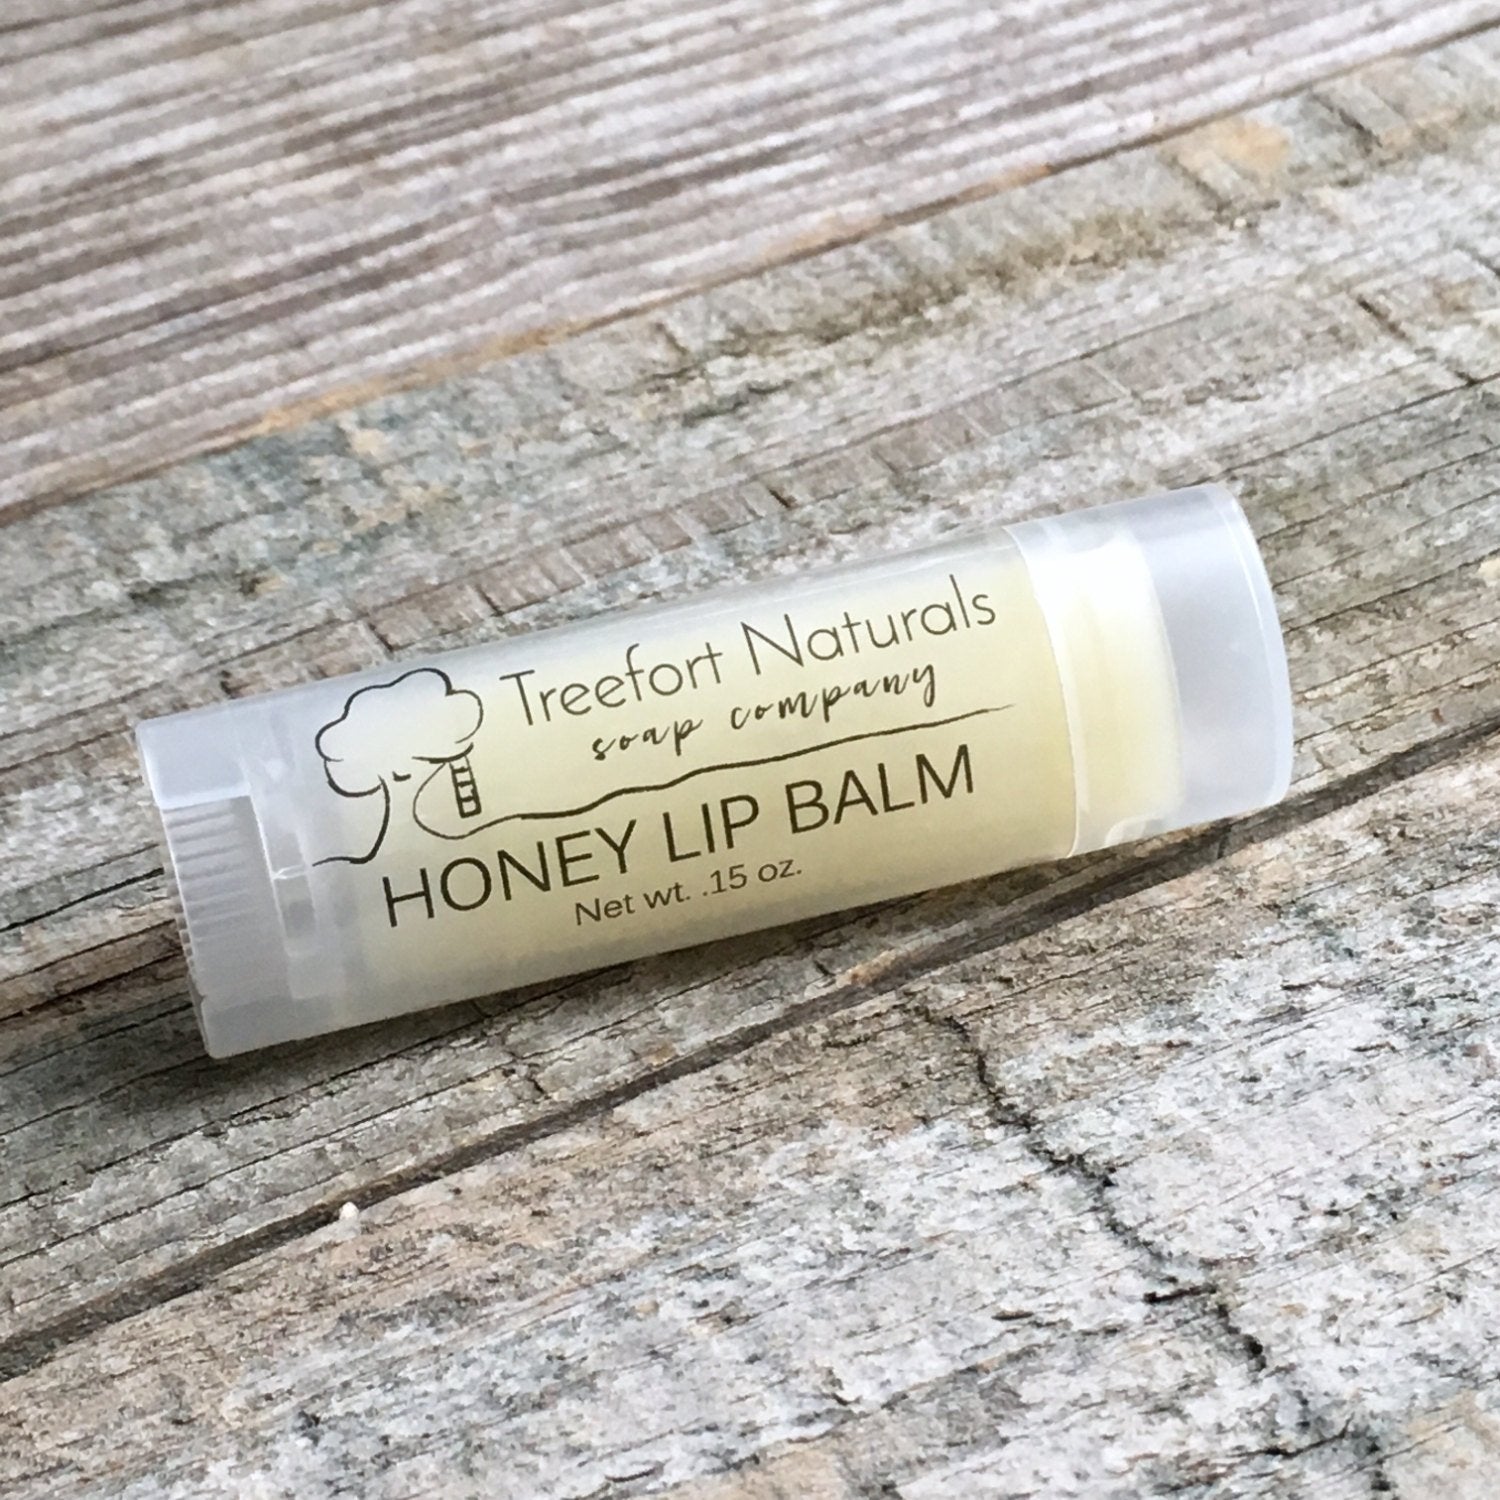 Treefort Naturals
soap company
HONEY LIP BALM
Net wt. .15 oz.